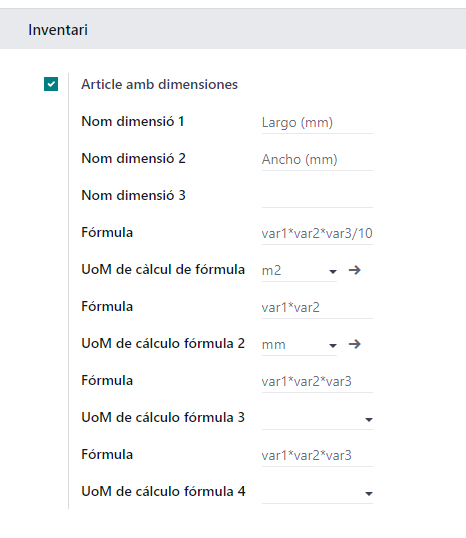 Inventari
Article amb dimensiones
Nom dimensió 1 Largo (mm)
Nom dimensió 2 Ancho (mm)
Nom dimensió 3
Fórmula var1*var2*var3/10
UoM de càlcul de fórmula m2
Fórmula var1*var2
UoM de cálculo fórmula 2 mm
Fórmula var1*var2*var3
UoM de cálculo fórmula 3
Fórmula var1*var2*var3
UoM de cálculo fórmula 4